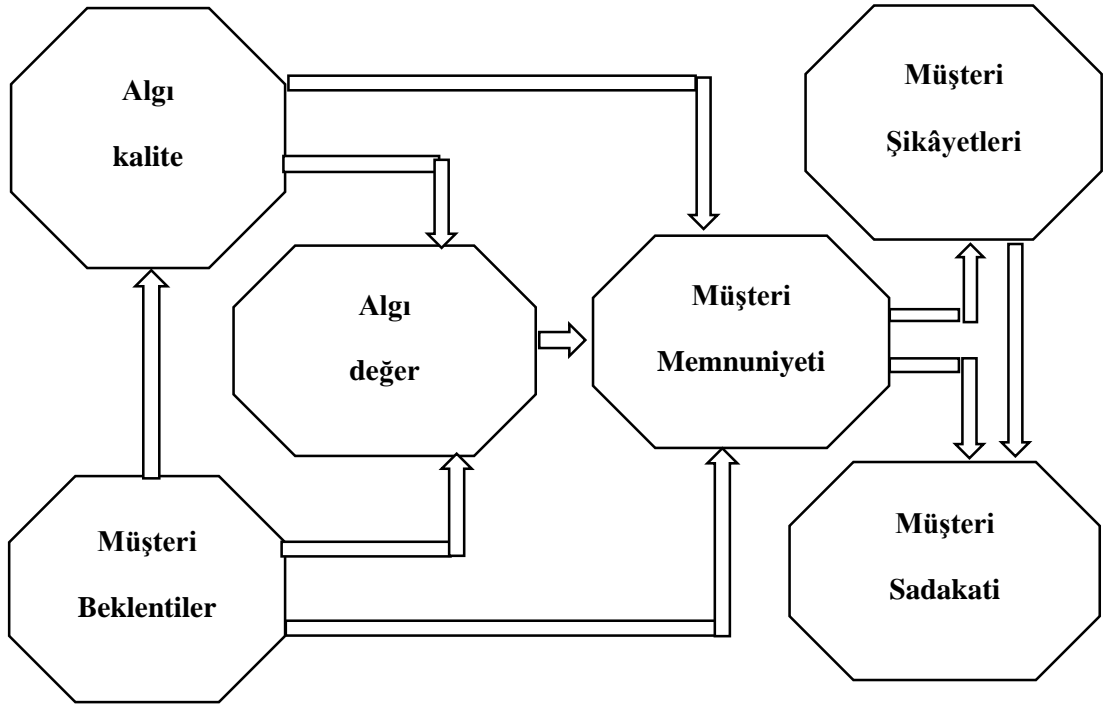 Algı
kalite
Müşteri
Şikâyetleri
Algı
değer
Müşteri
Memnuniyeti
Müşteri
Beklentiler
Müşteri
Sadakati